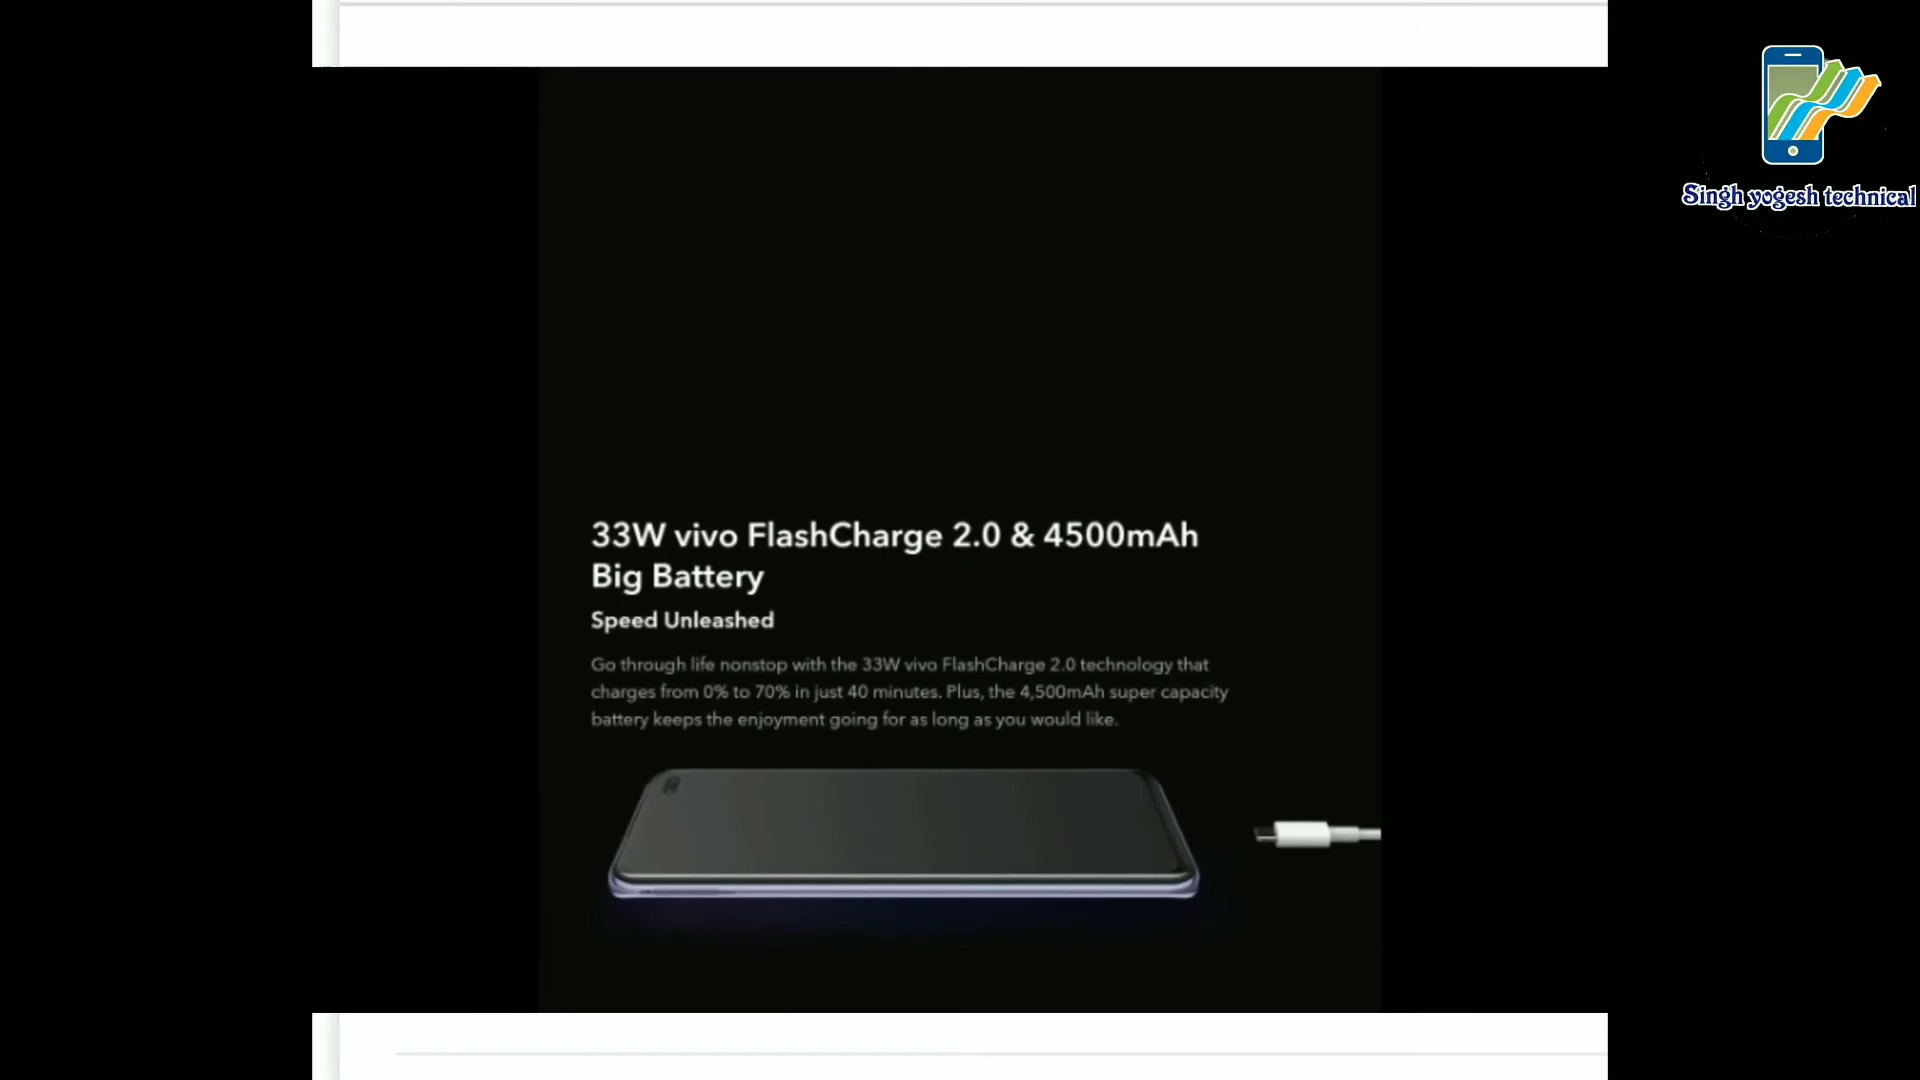 Singh yogesh technical
33W vivo FlashCharge 2.0 & 4500mAh
Big Battery
Speed Unleashed
Go through life nonstop with the 33W vivo FlashCharge 2.0 technology that
charges from 0% to 70% in just 40 minutes. Plus, the 4,500mAh super capacity
battery keeps the enjoyment going for as long as you would like.